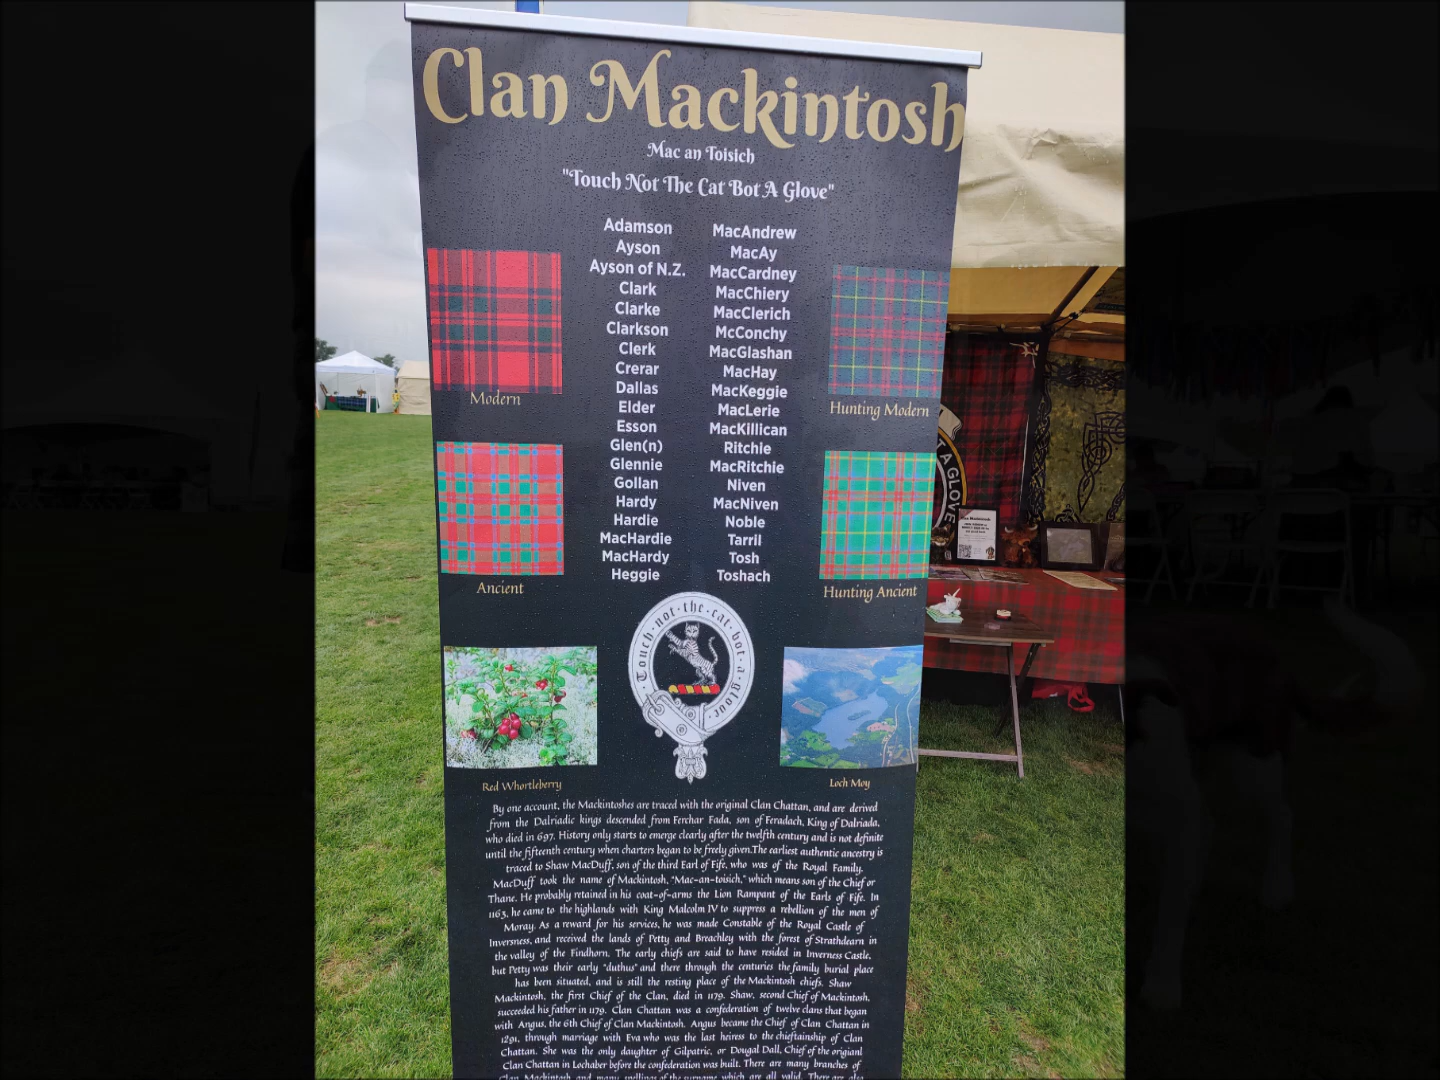 Clan Mackintosh
Mac an Toisich
"Touch Not The Cat Bot A Glove"
Adamson
Ayson
Ayson of N.Z.
Clark
Clarke
Clarkson
Clerk
Crerar
Dallas
Elder
Esson
Glen(n)
Glennie
Gollan
Hardy
Hardie
MacHardie
MacHardy
Heggie
MacAndrew
MacAy
MacCardney
MacChiery
MacClerich
McConchy
MacGlashan
MacHay
MacKeggie
MacLerie
MacKillican
Ritchie
MacRitchie
Niven
MacNiven
Noble
Tarril
Tosh
Toshach
Modern
Hunting Modern
Ancient
Hunting Ancient
T A GLOVE
Touch·not·the·cat·bot·a·glove·
Red Whortleberry
Loch Moy
By one account, the Mackintoshes are traced with the original Clan Chattan, and are derived
from the Dalriadic kings descended from Ferchar Fada, son of Feradach, King of Dalriada,
who died in 697. History only starts to emerge clearly after the twelfth century and is not definite
until the fifteenth century when charters began to be freely given.The earliest authentic ancestry is
traced to Shaw MacDuff, son of the third Earl of Fife, who was of the Royal Family.
MacDuff took the name of Mackintosh, "Mac-an-toisich," which means son of the Chief or
Thane. He probably retained in his coat-of-arms the Lion Rampant of the Earls of Fife. In
1163, he came to the highlands with King Malcolm IV to suppress a rebellion of the men of
Moray. As a reward for his services, he was made Constable of the Royal Castle of
Inversness, and received the lands of Petty and Breachley with the forest of Strathdearn in
the valley of the Findhorn. The early chiefs are said to have resided in Inverness Castle,
but Petty was their early "duthus" and there through the centuries the family burial place
has been situated, and is still the resting place of the Mackintosh chiefs. Shaw
Mackintosh, the first Chief of the Clan, died in 1179. Shaw, second Chief of Mackintosh,
succeeded his father in 1179. Clan Chattan was a confederation of twelve clans that began
with Angus, the 6th Chief of Clan Mackintosh. Angus became the Chief of Clan Chattan in
1291, through marriage with Eva who was the last heiress to the chieftainship of Clan
Chattan. She was the only daughter of Gilpatric, or Dougal Dall, Chief of the origianl
Clan Chattan in Lochaber before the confederation was built. There are many branches of
Clan Mackintosh and many spellings of the surname which are all valid. There are also